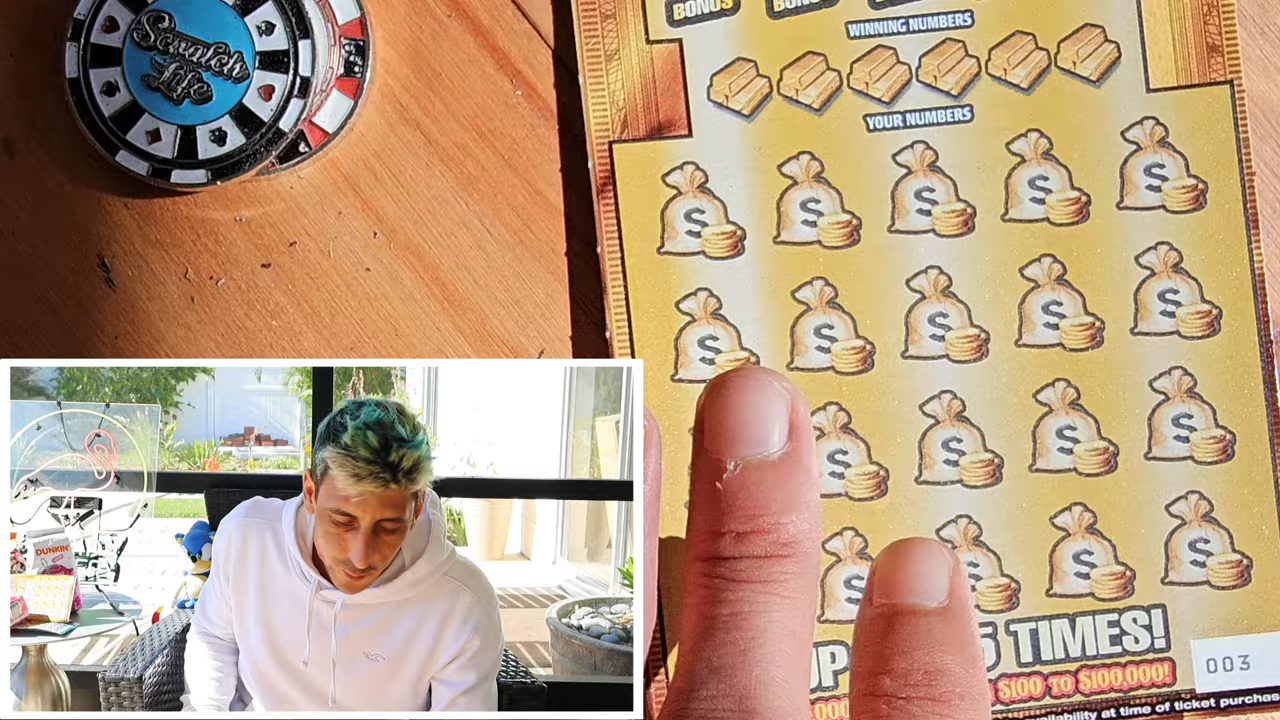 Scratch
Life
BONUS
WINNING NUMBERS
YOUR NUMBERS
DUNKIN'
5 TIMES!
$100 TO $100,000!
003
availability at time of ticket purchas